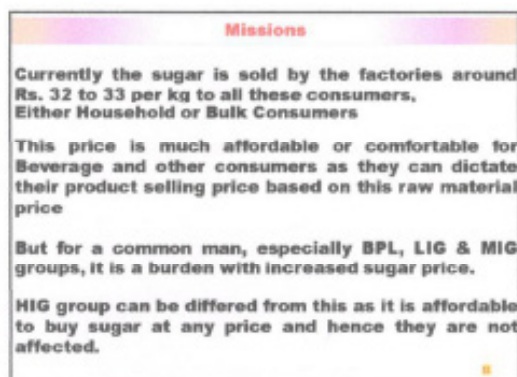 Missions
Currently the sugar is sold by the factories around
Rs. 32 to 33 per kg to all these consumers,
Either Household or Bulk Consumers
This price is much affordable or comfortable for
Beverage and other consumers as they can dictate
their product selling price based on this raw material
price
But for a common man, especially BPL, LIG & MIG
groups, it is a burden with increased sugar price.
HIG group can be differed from this as it is affordable
to buy sugar at any price and hence they are not
affected.